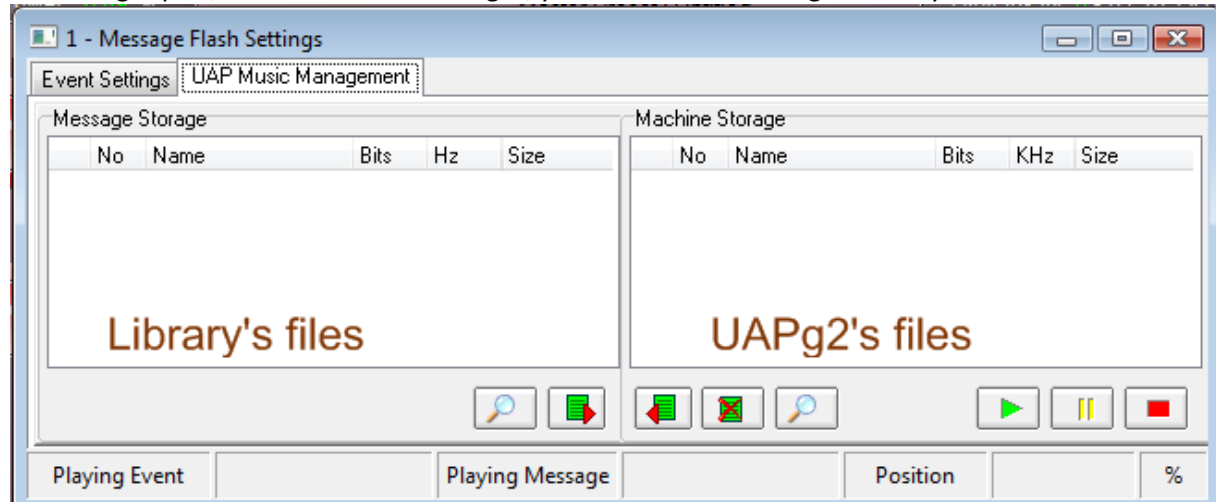 1 - Message Flash Settings
Event Settings UAP Music Management
Message Storage Machine Storage
No Name Bits Hz Size No Name Bits KHz Size
Library's files UAPg2's files
Playing Event Playing Message Position %